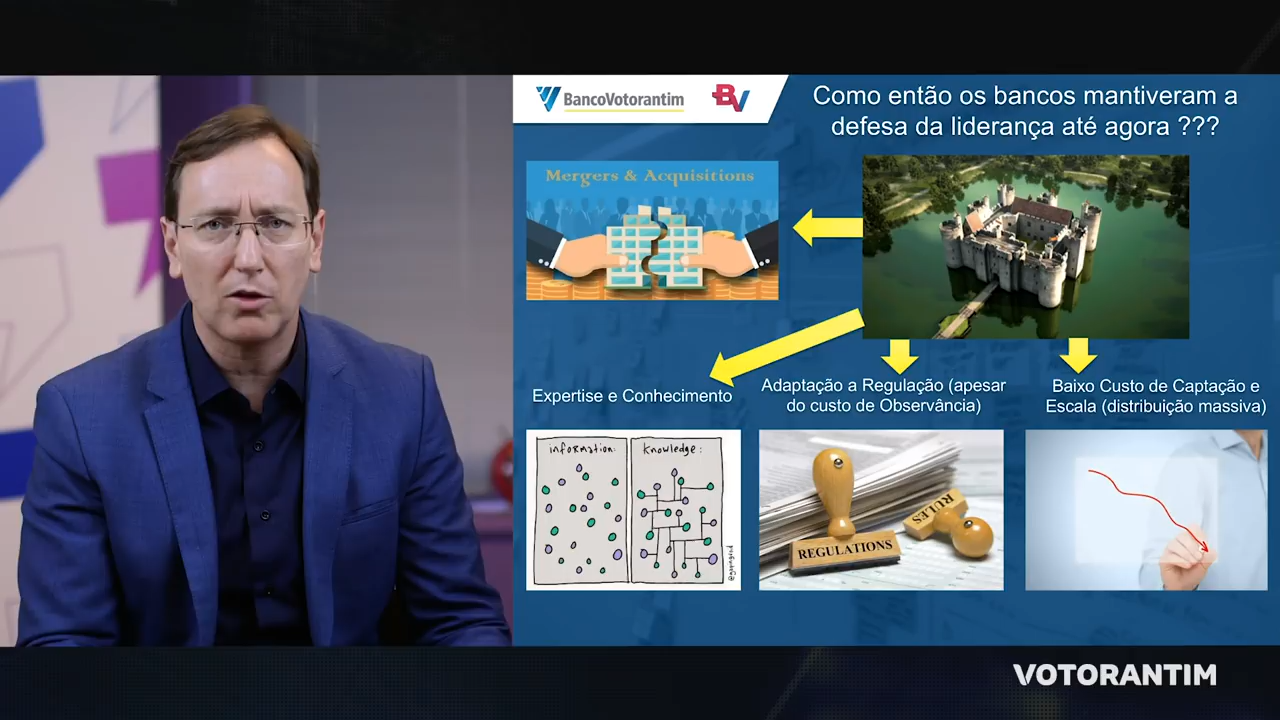 BancoVotorantim
BV
Como então os bancos mantiveram a
defesa da liderança até agora ???
Mergers & Acquisitions
Expertise e Conhecimento
Adaptação a Regulação (apesar
do custo de Observância)
Baixo Custo de Captação e
Escala (distribuição massiva)
information:
knowledge:
@gapingvoid
REGULATIONS
RULES
VOTORANTIM